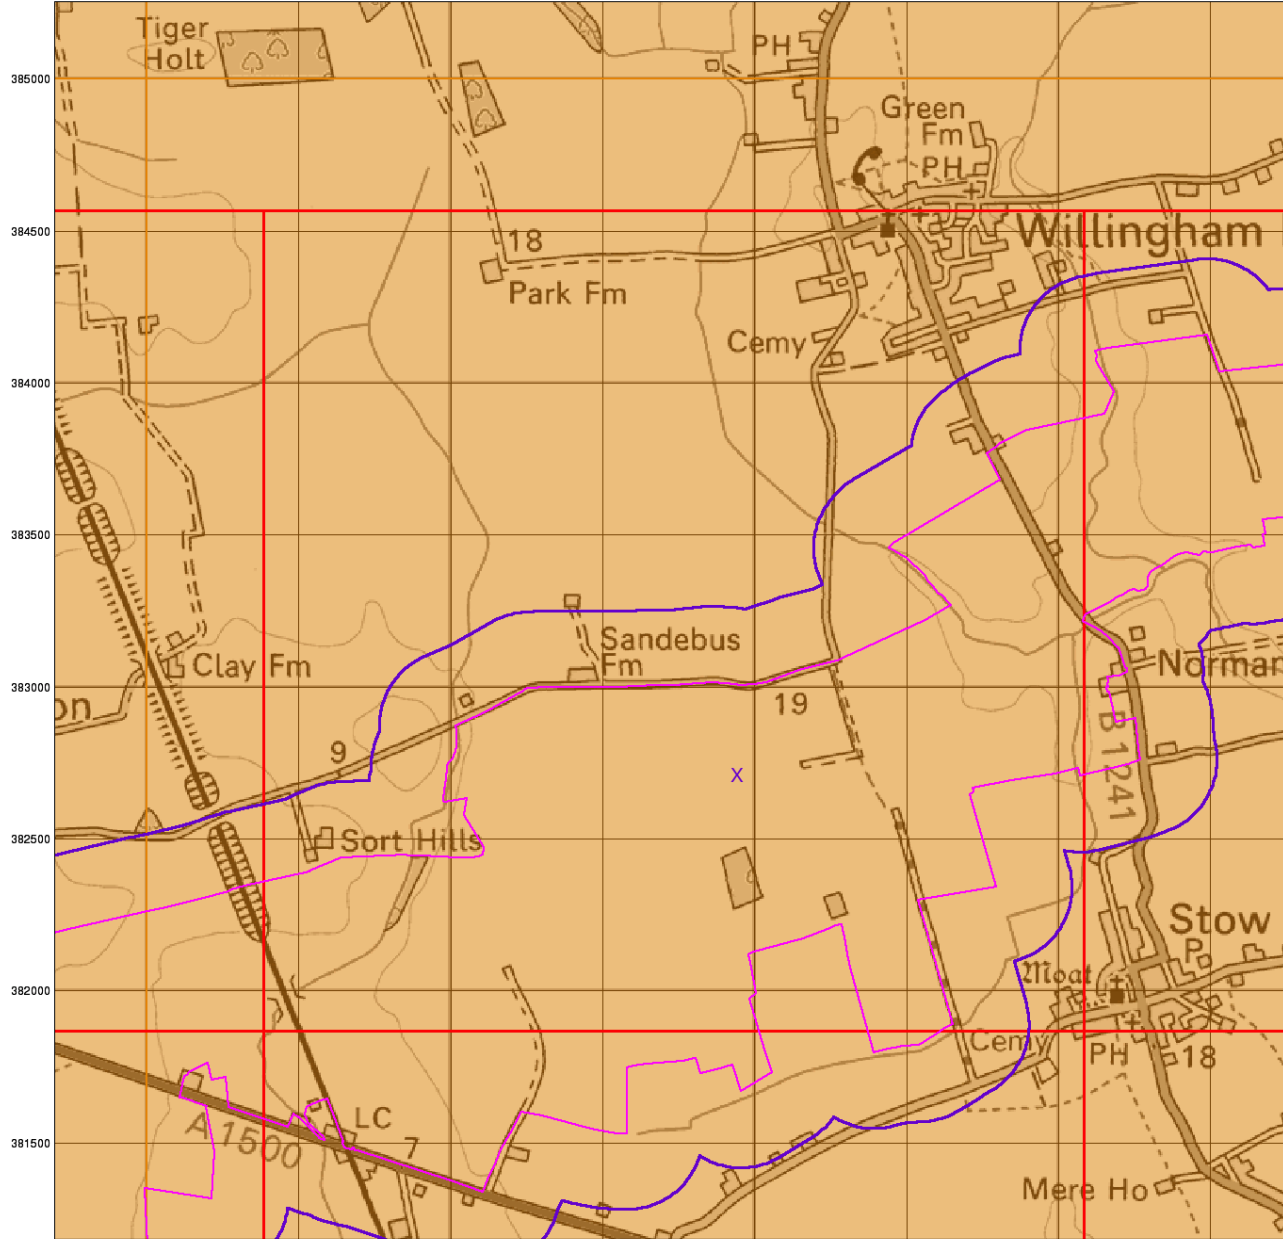 Tiger
Holt
PH
385000
Green
Fm
PH
384500
18
Willingham
Park Fm
Cemy
384000
383500
Sandebus
Fm
Clay Fm
Norman
383000
on
19
9
B 1241
X
382500
Sort Hills
Stow
P
Moat
382000
Cemy
PH
18
LC
A 1500
7
381500
Mere Ho